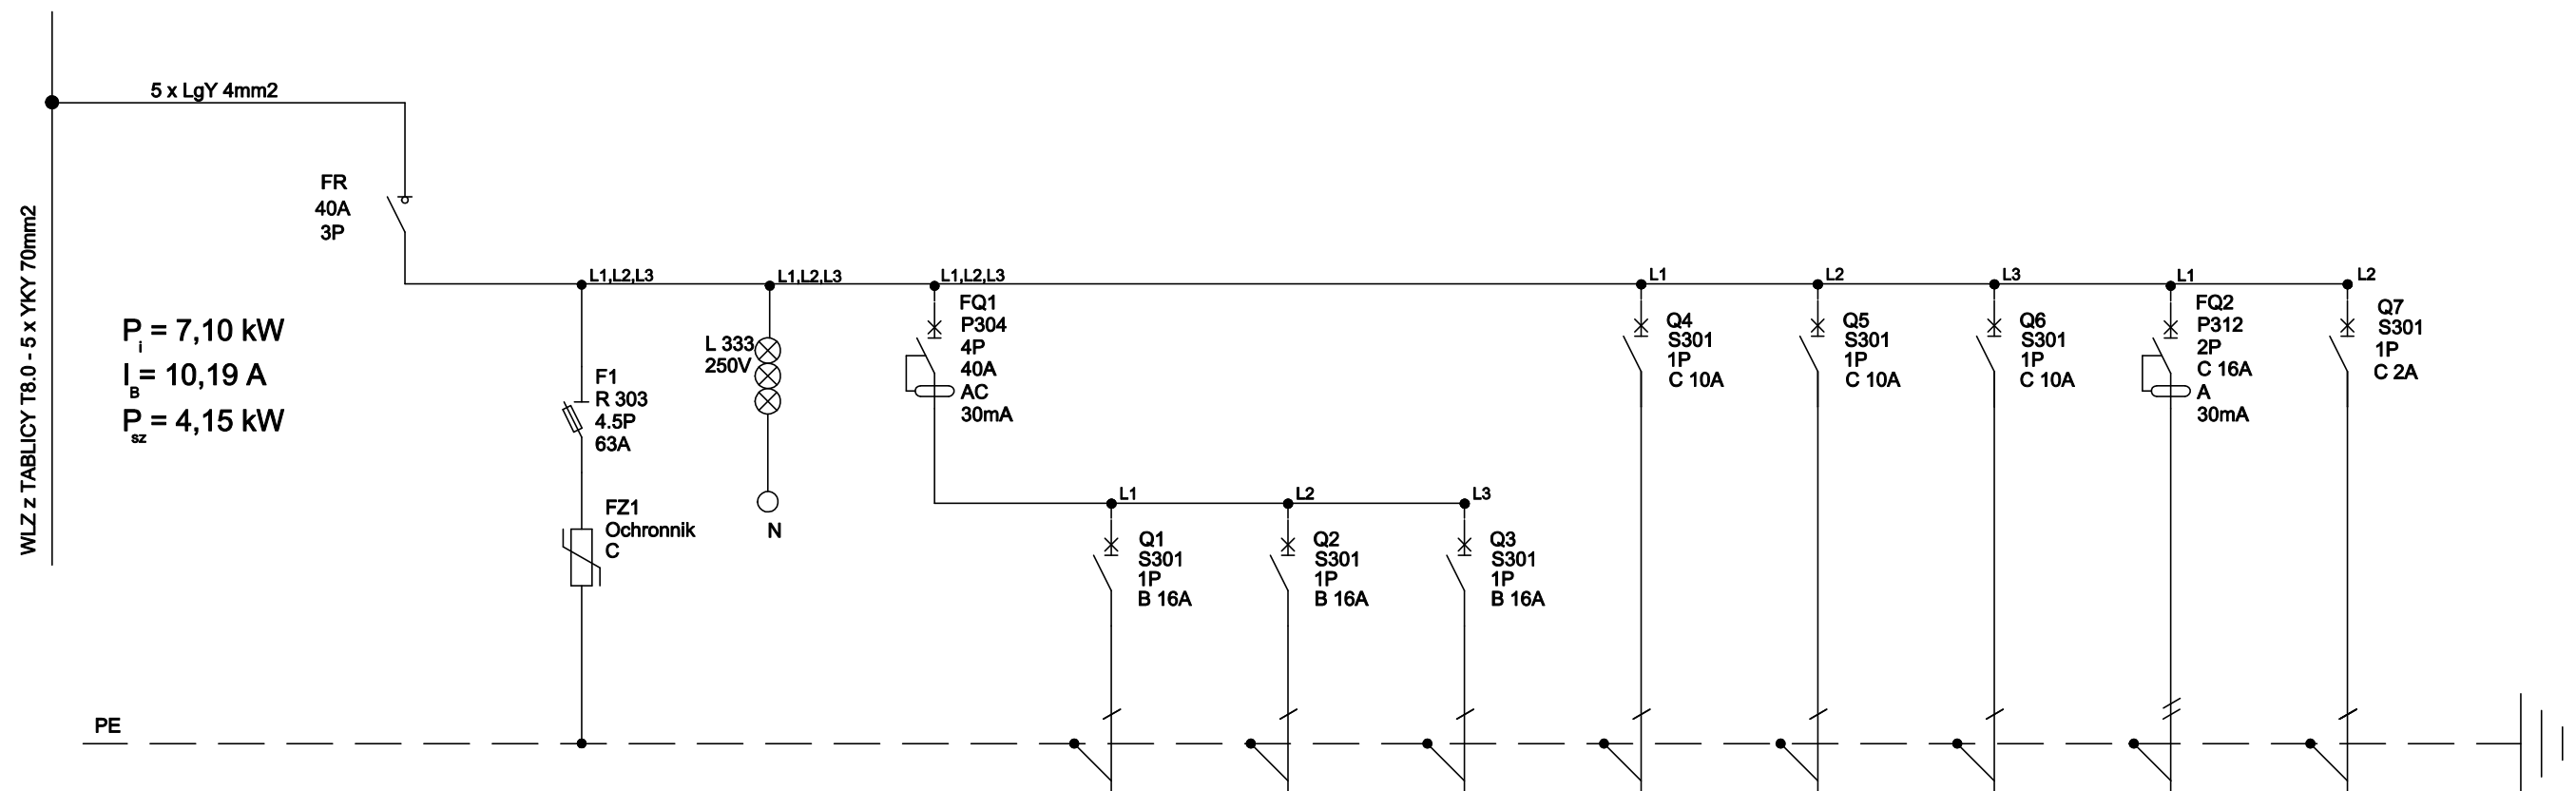 WLZ z TABLICY T8.0 - 5 x YKY 70mm2
5 x LgY 4mm2
FR
40A
3P
Pi = 7,10 kW
IB = 10,19 A
Psz = 4,15 kW
L1,L2,L3
F1
R 303
4.5P
63A
FZ1
Ochronnik
C
L1,L2,L3
L 333
250V
N
L1,L2,L3
FQ1
P304
4P
40A
AC
30mA
L1
Q1
S301
1P
B 16A
L2
Q2
S301
1P
B 16A
L3
Q3
S301
1P
B 16A
L1
Q4
S301
1P
C 10A
L2
Q5
S301
1P
C 10A
L3
Q6
S301
1P
C 10A
L1
FQ2
P312
2P
C 16A
A
30mA
L2
Q7
S301
1P
C 2A
PE